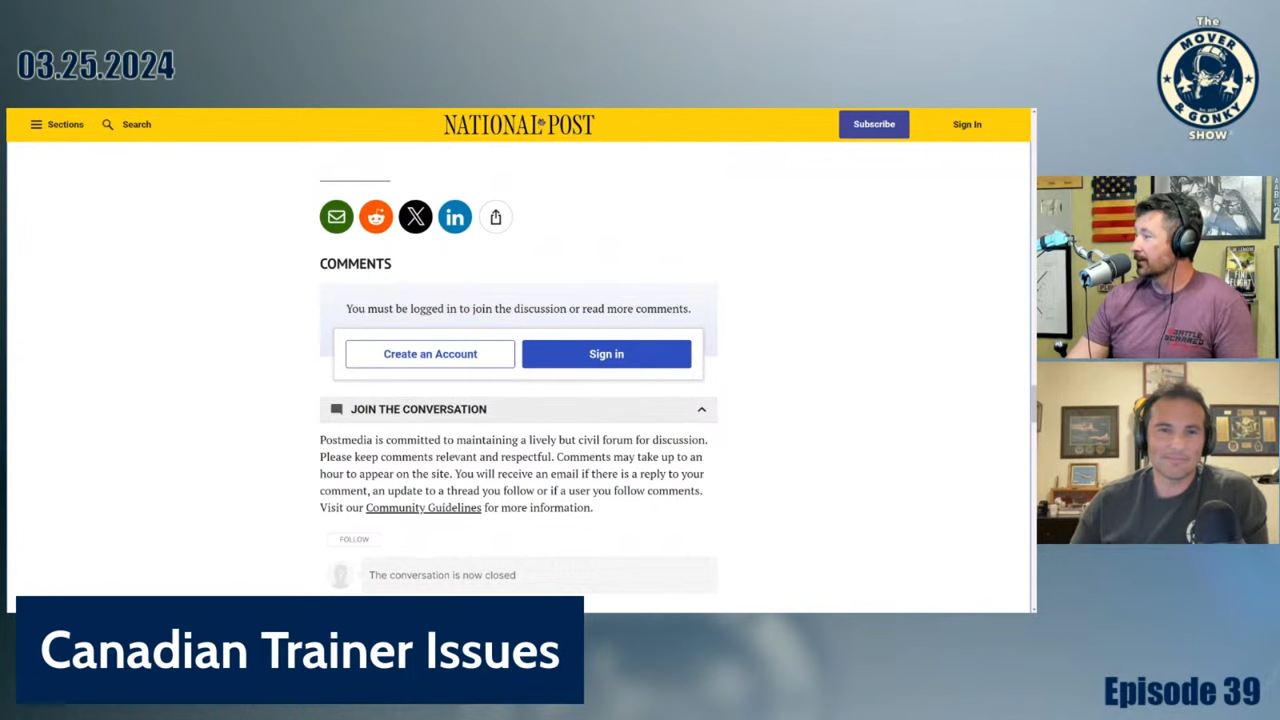 03.25.2024
The
MOVER
& GONKY
SHOW
Sections
Search
NATIONAL POST
Subscribe
Sign In
COMMENTS
You must be logged in to join the discussion or read more comments.
Create an Account
Sign in
JOIN THE CONVERSATION
Postmedia is committed to maintaining a lively but civil forum for discussion.
Please keep comments relevant and respectful. Comments may take up to an
hour to appear on the site. You will receive an email if there is a reply to your
comment, an update to a thread you follow or if a user you follow comments.
Visit our Community Guidelines for more information.
FOLLOW
The conversation is now closed
FINI
FLIGHT
Canadian Trainer Issues
Episode 39